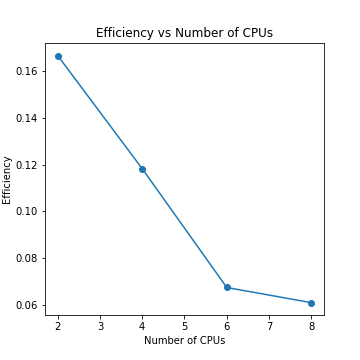 Efficiency vs Number of CPUs
0.16
0.14
0.12
0.10
0.08
0.06
Efficiency
2 3 4 5 6 7 8
Number of CPUs